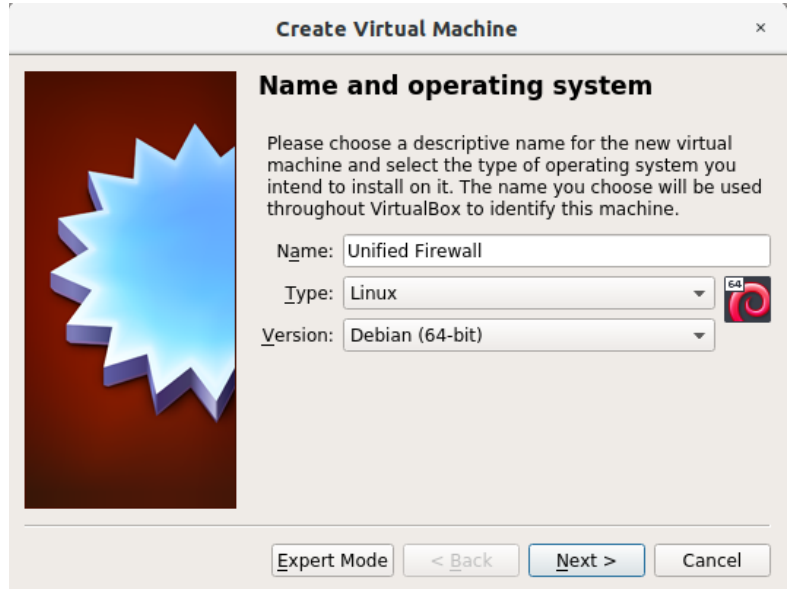 Create Virtual Machine
×
Name and operating system
Please choose a descriptive name for the new virtual
machine and select the type of operating system you
intend to install on it. The name you choose will be used
throughout VirtualBox to identify this machine.
Name: Unified Firewall
Type: Linux
64
Version: Debian (64-bit)
Expert Mode < Back Next > Cancel